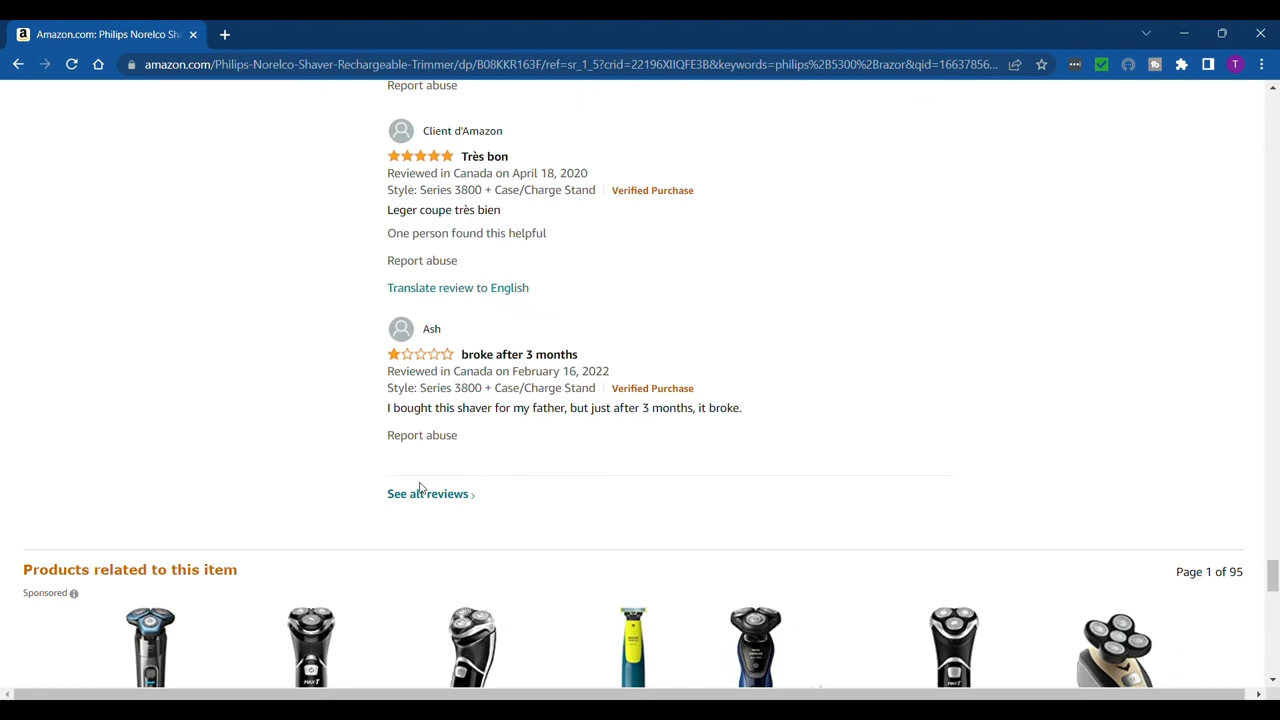 Amazon.com: Philips Norelco Sh
amazon.com/Philips-Norelco-Shaver-Rechargeable-Trimmer/dp/B08KKR163F/ref=sr_1_5?crid=22196XIIQFE3B&keywords=philips%2B5300%2Brazor&qid=16637856...
T
Report abuse
Client d'Amazon
Très bon
Reviewed in Canada on April 18, 2020
Style: Series 3800 + Case/Charge Stand | Verified Purchase
Leger coupe très bien
One person found this helpful
Report abuse
Translate review to English
Ash
broke after 3 months
Reviewed in Canada on February 16, 2022
Style: Series 3800 + Case/Charge Stand | Verified Purchase
I bought this shaver for my father, but just after 3 months, it broke.
Report abuse
See all reviews ›
Products related to this item
Page 1 of 95
Sponsored